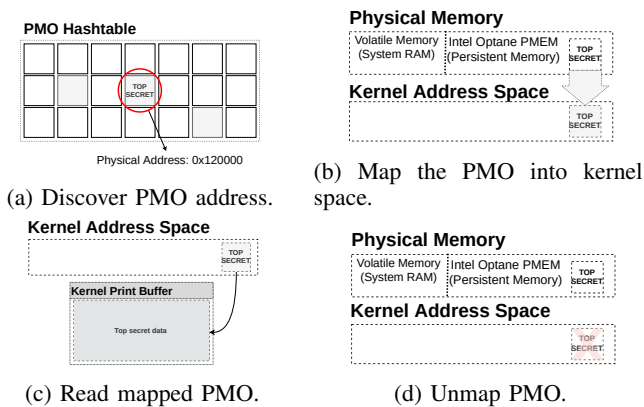 PMO Hashtable
TOP
SECRET
Physical Address: 0x120000
(a) Discover PMO address.
Physical Memory
Volatile Memory
(System RAM)
Intel Optane PMEM
(Persistent Memory)
TOP
SECRET
Kernel Address Space
TOP
SECRET
(b) Map the PMO into kernel
space.
Kernel Address Space
TOP
SECRET
Kernel Print Buffer
Top secret data
(c) Read mapped PMO.
Physical Memory
Volatile Memory
(System RAM)
Intel Optane PMEM
(Persistent Memory)
TOP
SECRET
Kernel Address Space
TOP
SECRET
(d) Unmap PMO.